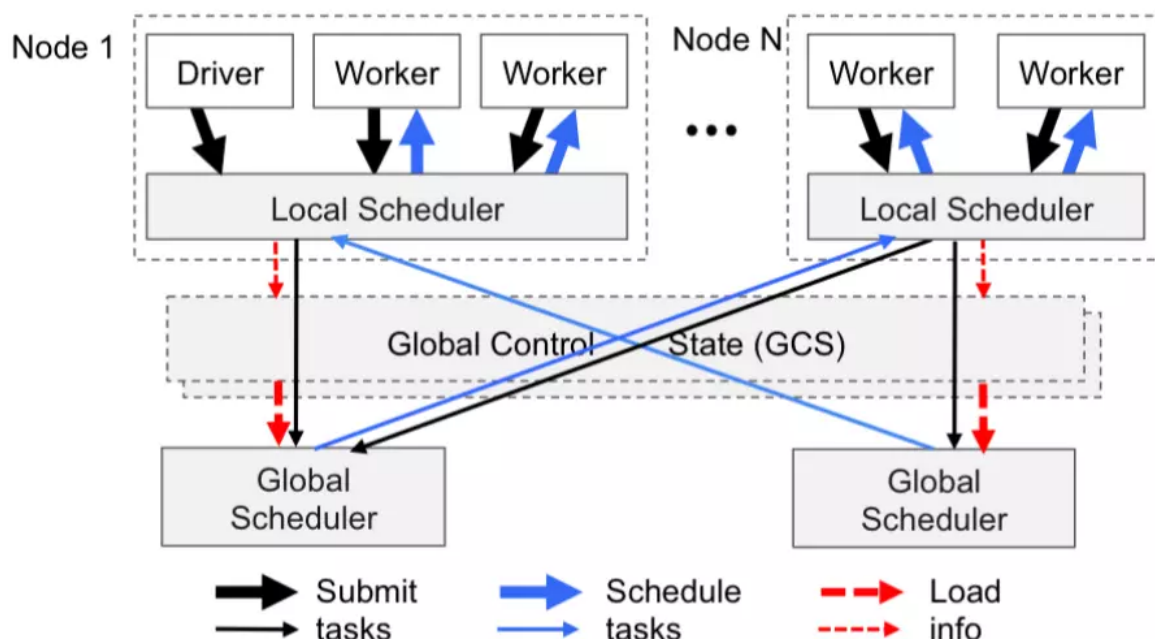 Node 1
Driver
Worker
Worker
Node N
Worker
Worker
...
Local Scheduler
Local Scheduler
Global Control State (GCS)
Global
Scheduler
Global
Scheduler
Submit
tasks
Schedule
tasks
Load
info